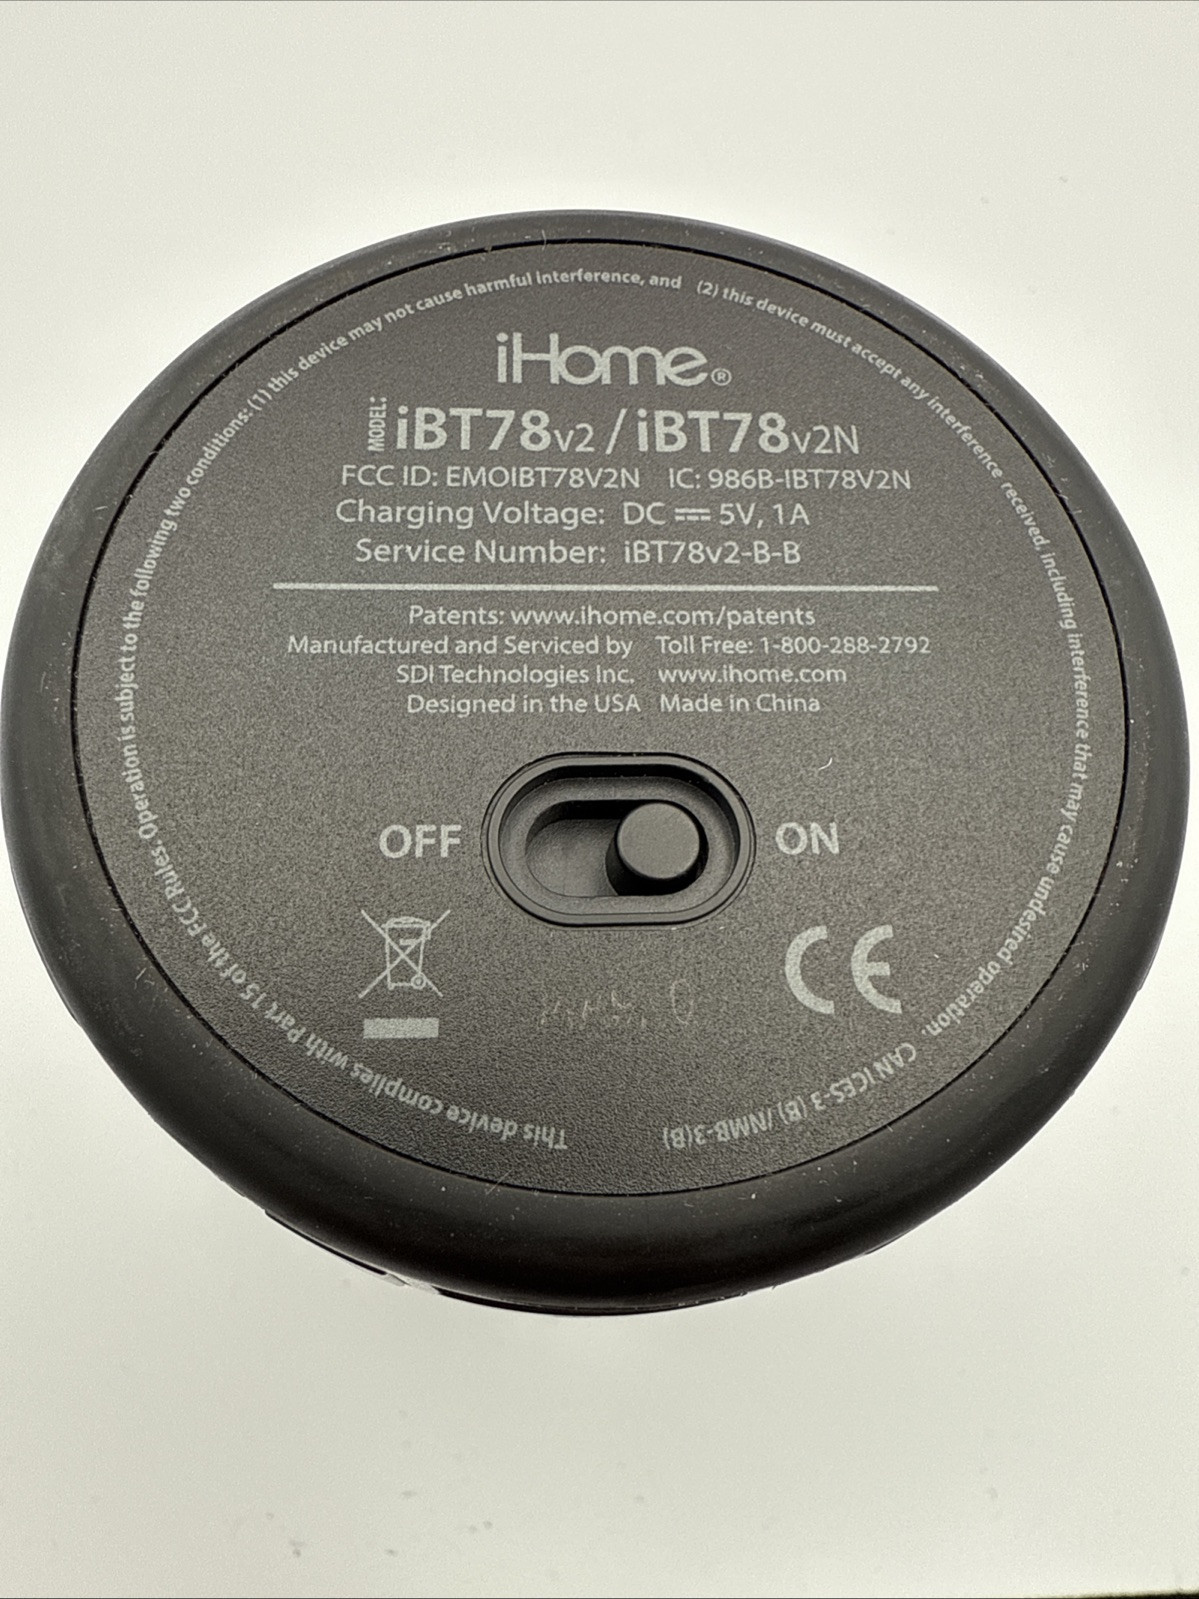 iHome®
MODEL: iBT78v2 / iBT78v2N
FCC ID: EMOIBT78V2N IC: 986B-IBT78V2N
Charging Voltage: DC 5V, 1A
Service Number: iBT78v2-B-B
Patents: www.ihome.com/patents
Manufactured and Serviced by Toll Free: 1-800-288-2792
SDI Technologies Inc. www.ihome.com
Designed in the USA Made in China
OFF ON
CE
This device complies with Part 15 of the FCC Rules. Operation is subject to the following two conditions: (1) this device may not cause harmful interference, and (2) this device must accept any interference received, including interference that may cause undesired operation.
CAN ICES-3 (B) /NMB-3(B)